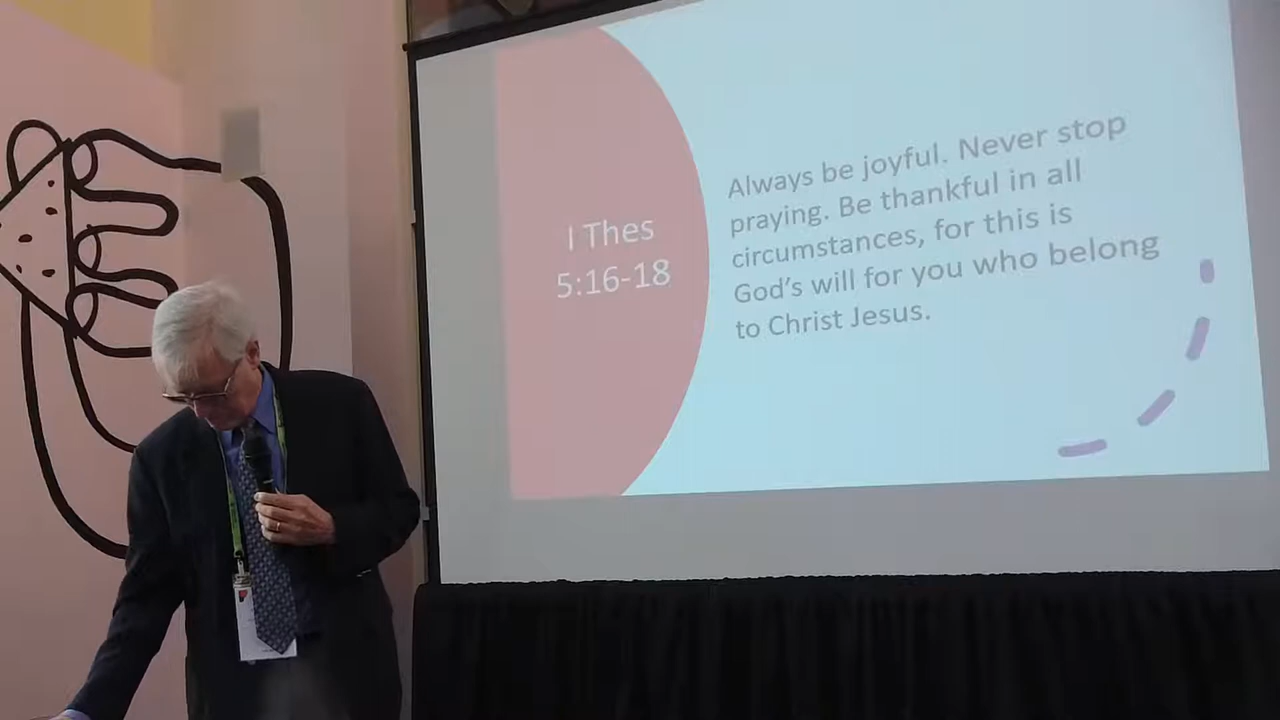 I Thes
5:16-18
Always be joyful. Never stop
praying. Be thankful in all
circumstances, for this is
God's will for you who belong
to Christ Jesus.